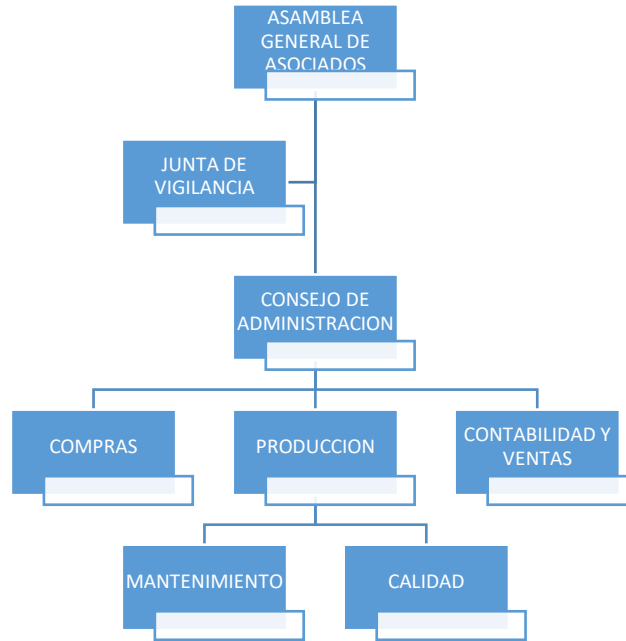 ASAMBLEA
GENERAL DE
ASOCIADOS
JUNTA DE
VIGILANCIA
CONSEJO DE
ADMINISTRACION
COMPRAS
PRODUCCION
CONTABILIDAD Y
VENTAS
MANTENIMIENTO
CALIDAD